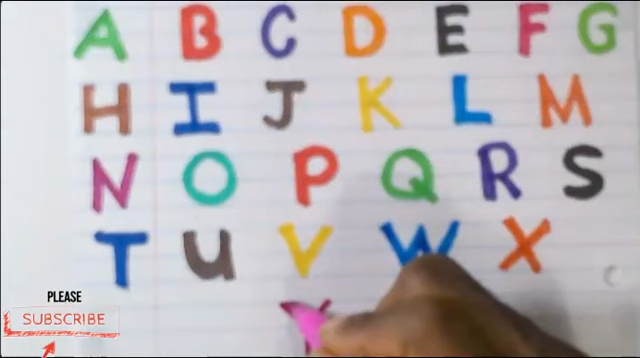 A B C D E F G
H I J K L M
N O P Q R S
T U V W X
PLEASE
SUBSCRIBE